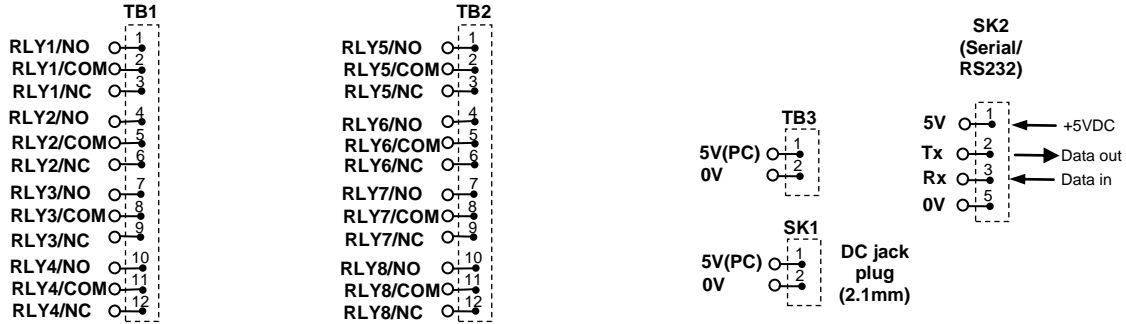 TB1
RLY1/NO 1
RLY1/COM 2
RLY1/NC 3
RLY2/NO 4
RLY2/COM 5
RLY2/NC 6
RLY3/NO 7
RLY3/COM 8
RLY3/NC 9
RLY4/NO 10
RLY4/COM 11
RLY4/NC 12
TB2
RLY5/NO 1
RLY5/COM 2
RLY5/NC 3
RLY6/NO 4
RLY6/COM 5
RLY6/NC 6
RLY7/NO 7
RLY7/COM 8
RLY7/NC 9
RLY8/NO 10
RLY8/COM 11
RLY8/NC 12
TB3
5V(PC) 1
0V 2
SK1
5V(PC) 1
0V 2
DC jack
plug
(2.1mm)
SK2
(Serial/
RS232)
5V 1 +5VDC
Tx 2 Data out
Rx 3 Data in
0V 5